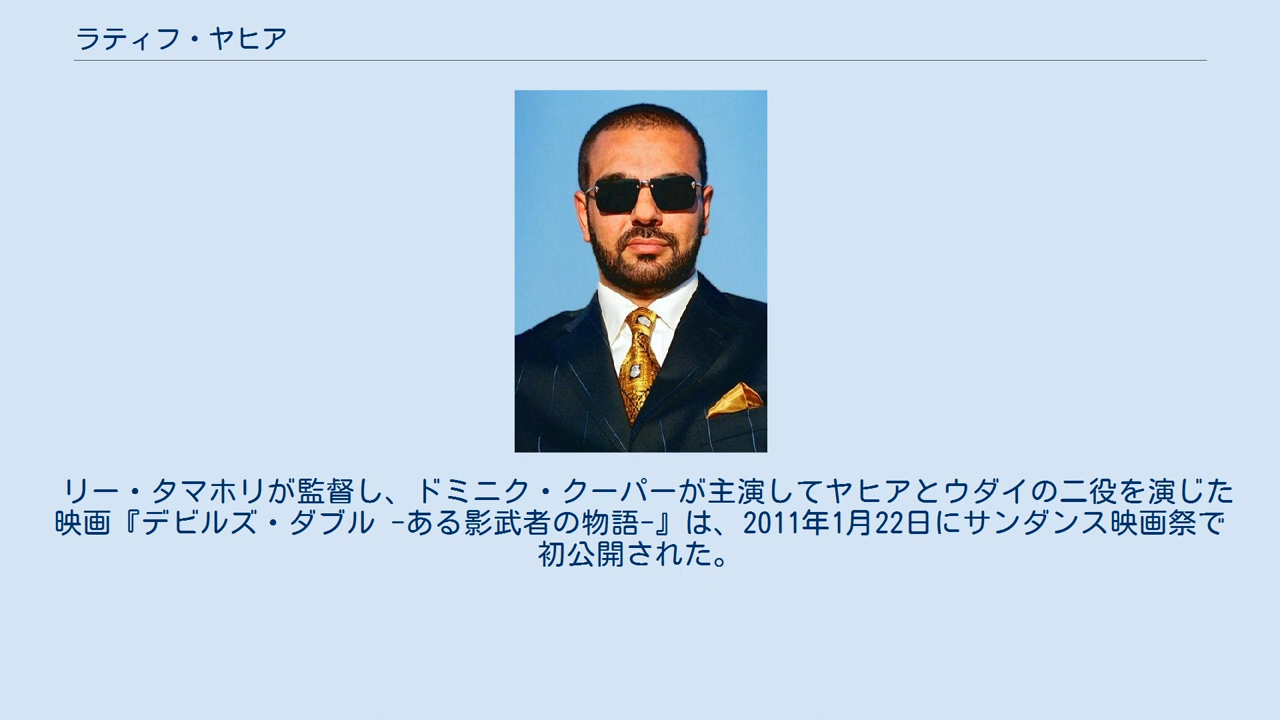 ラティフ・ヤヒア
リー・タマホリが監督し、ドミニク・クーパーが主演してヤヒアとウダイの二役を演じた
映画『デビルズ・ダブル -ある影武者の物語-』は、2011年1月22日にサンダンス映画祭で
初公開された。